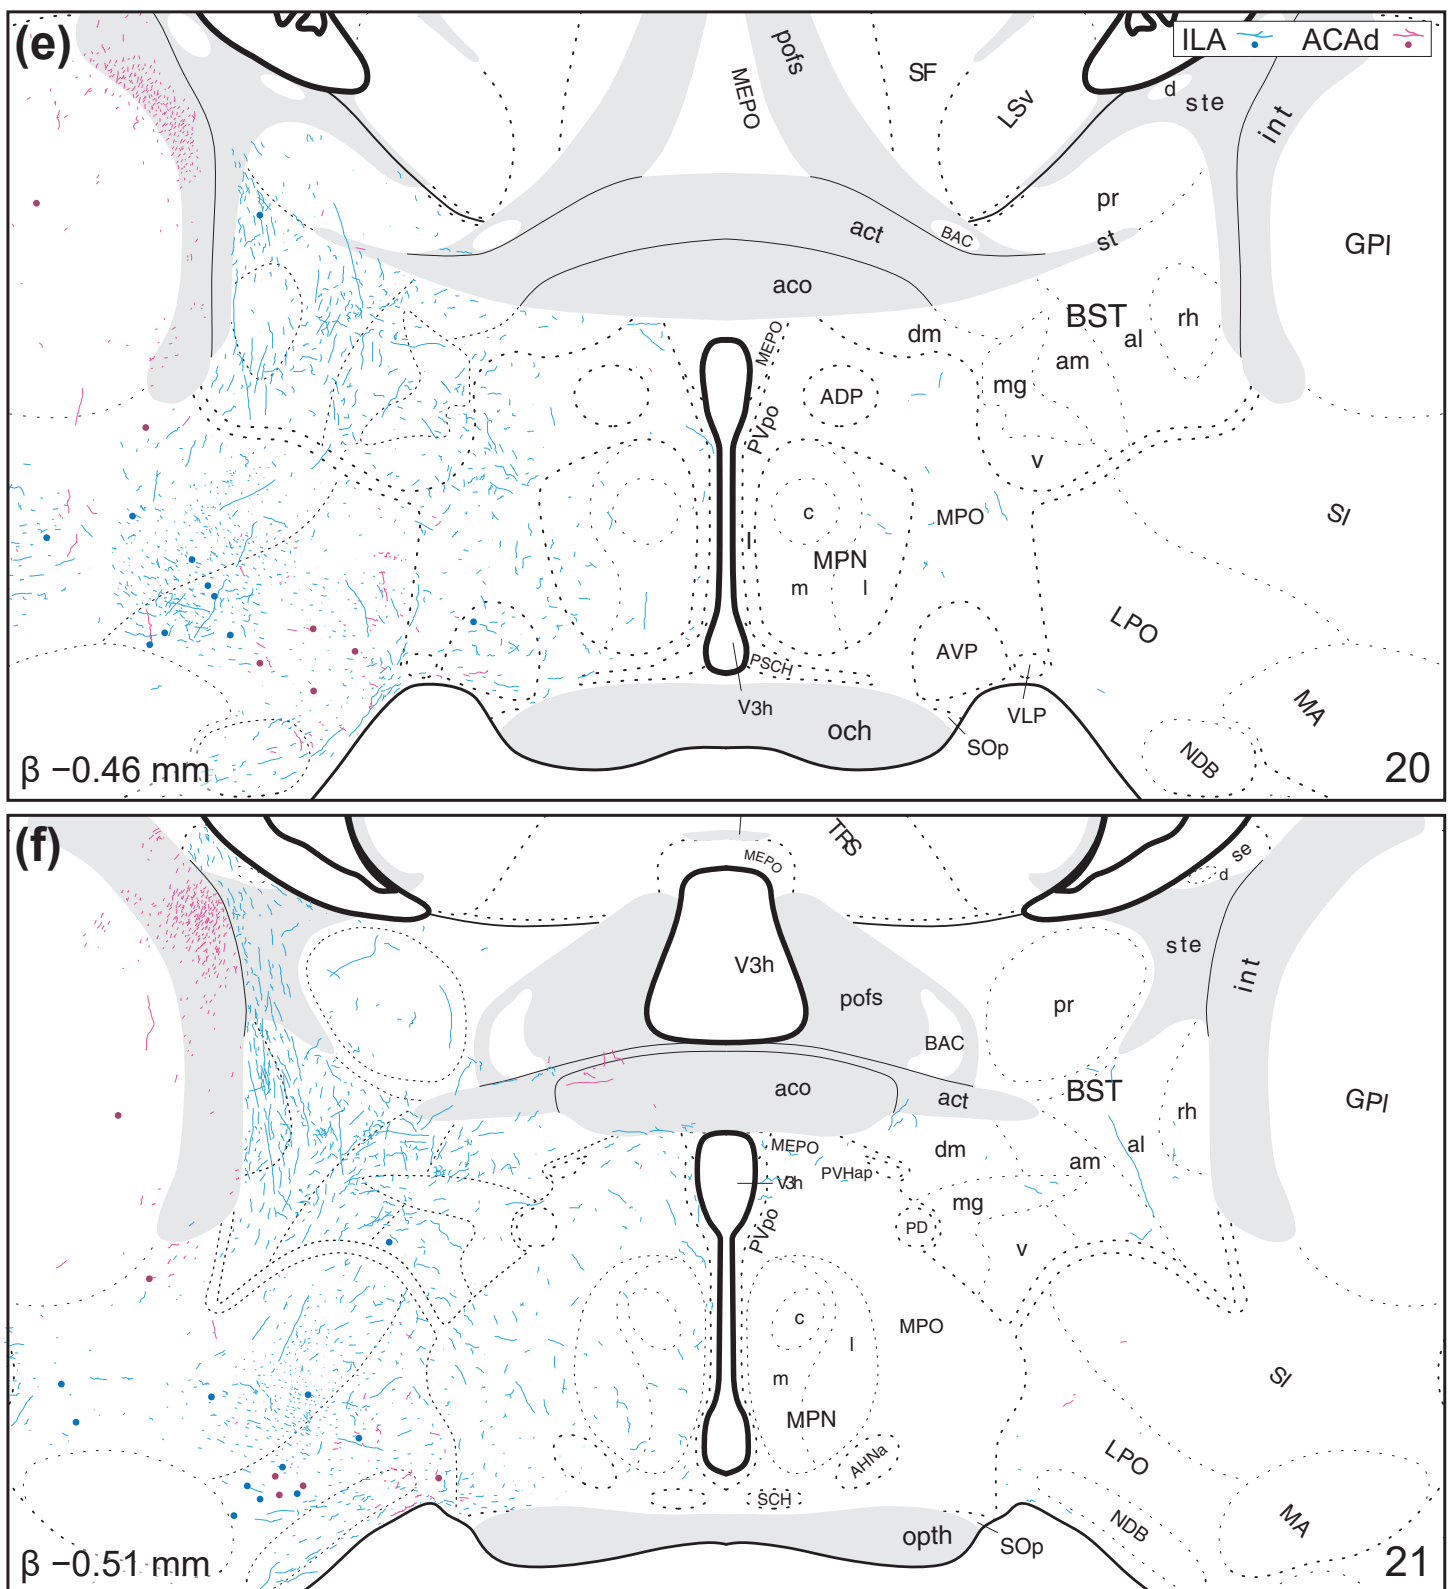 (e)
ILA ACAd
pofs
MEPO
SF
LSv
d
ste
int
pr
st
act
BAC
GPl
aco
BST
rh
MEPO
dm
al
am
mg
ADP
PVpo
v
c
I
MPO
SI
MPN
m
l
LPO
AVP
PSCH
V3h
VLP
och
SOp
MA
NDB
β −0.46 mm
20
(f)
TRS
MEPO
se
d
ste
int
V3h
pofs
pr
BAC
aco
act
BST
rh
GPl
MEPO
dm
al
am
PVHap
V3h
mg
PVpo
PD
v
c
MPO
l
m
SI
MPN
AHNa
LPO
SCH
NDB
MA
opth
SOp
β −0.51 mm
21